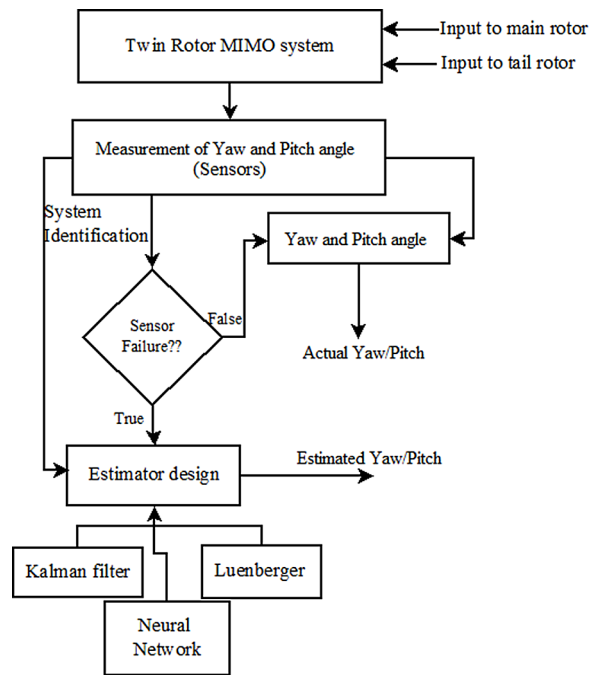 Twin Rotor MIMO system
Input to main rotor
Input to tail rotor
Measurement of Yaw and Pitch angle
(Sensors)
System
Identification
Yaw and Pitch angle
Sensor
Failure??
False
Actual Yaw/Pitch
True
Estimator design
Estimated Yaw/Pitch
Kalman filter
Luenberger
Neural
Network